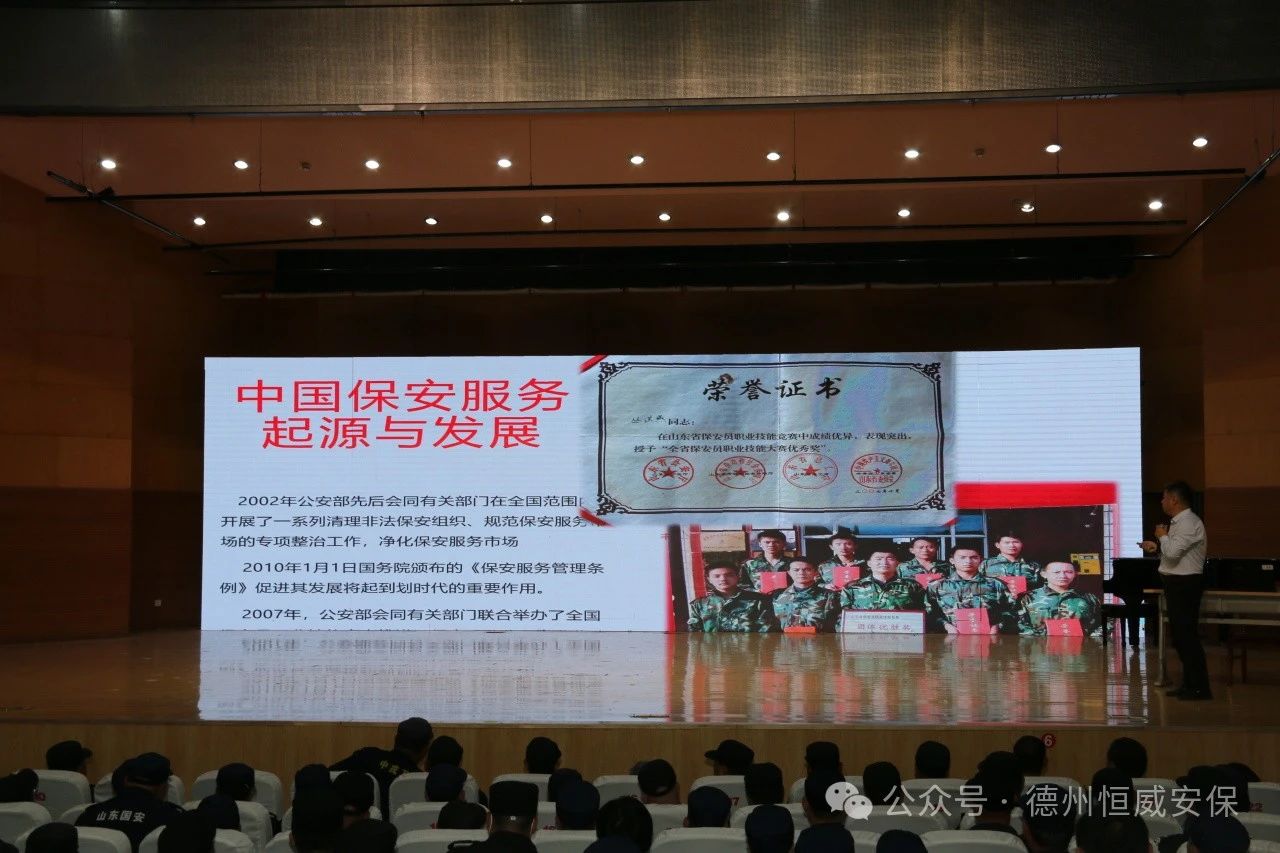 中国保安服务
起源与发展
2002年公安部先后会同有关部门在全国范围
开展了一系列清理非法保安组织、规范保安服务
场的专项整治工作，净化保安服务市场
2010年1月1日国务院颁布的《保安服务管理条
例》促进其发展将起到划时代的重要作用。
2007年，公安部会同有关部门联合举办了全国
荣誉证书
同志：
在山东省保安员职业技能竞赛中成绩优异，表现突出。
授予“全省保安员职业技能大赛优秀奖”。
团体优胜奖
6
山东国安
公众号·德州恒威安保